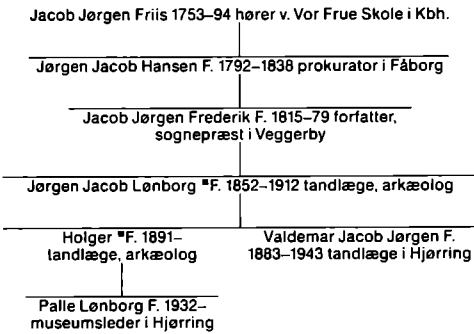 Jacob Jørgen Friis 1753–94 hører v. Vor Frue Skole i Kbh.
Jørgen Jacob Hansen F. 1792–1838 prokurator i Fåborg
Jacob Jørgen Frederik F. 1815–79 forfatter,
sognepræst i Veggerby
Jørgen Jacob Lønborg ■F. 1852–1912 tandlæge, arkæolog
Holger ■F. 1891–
tandlæge, arkæolog
Valdemar Jacob Jørgen F.
1883–1943 tandlæge i Hjørring
Palle Lønborg F. 1932–
museumsleder i Hjørring